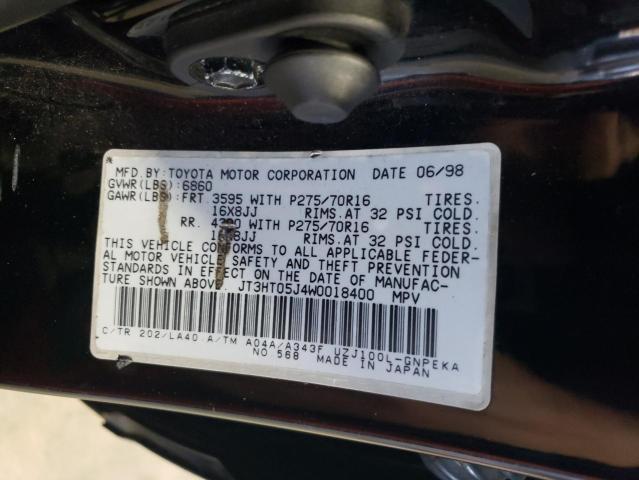 MFD.BY:TOYOTA MOTOR CORPORATION DATE 06/98
GVWR(LBS):6860
GAWR(LBS):FRT.3595 WITH P275/70R16 TIRES.
16X8JJ RIMS.AT 32 PSI COLD.
RR. WITH P275/70R16 TIRES.
RIMS.AT 32 PSI COLD.
THIS VEHICLE CONFORMS TO ALL APPLICABLE FEDER-
AL MOTOR VEHICLE SAFETY AND THEFT PREVENTION
STANDARDS IN EFFECT ON THE DATE OF MANUFAC-
TURE SHOWN ABOVE. JT3HT05J4W0018400 MPV
C/TR 202/LA40 A/TM A04A/A343F UZJ100L-GNPEKA
NO 568 MADE IN JAPAN